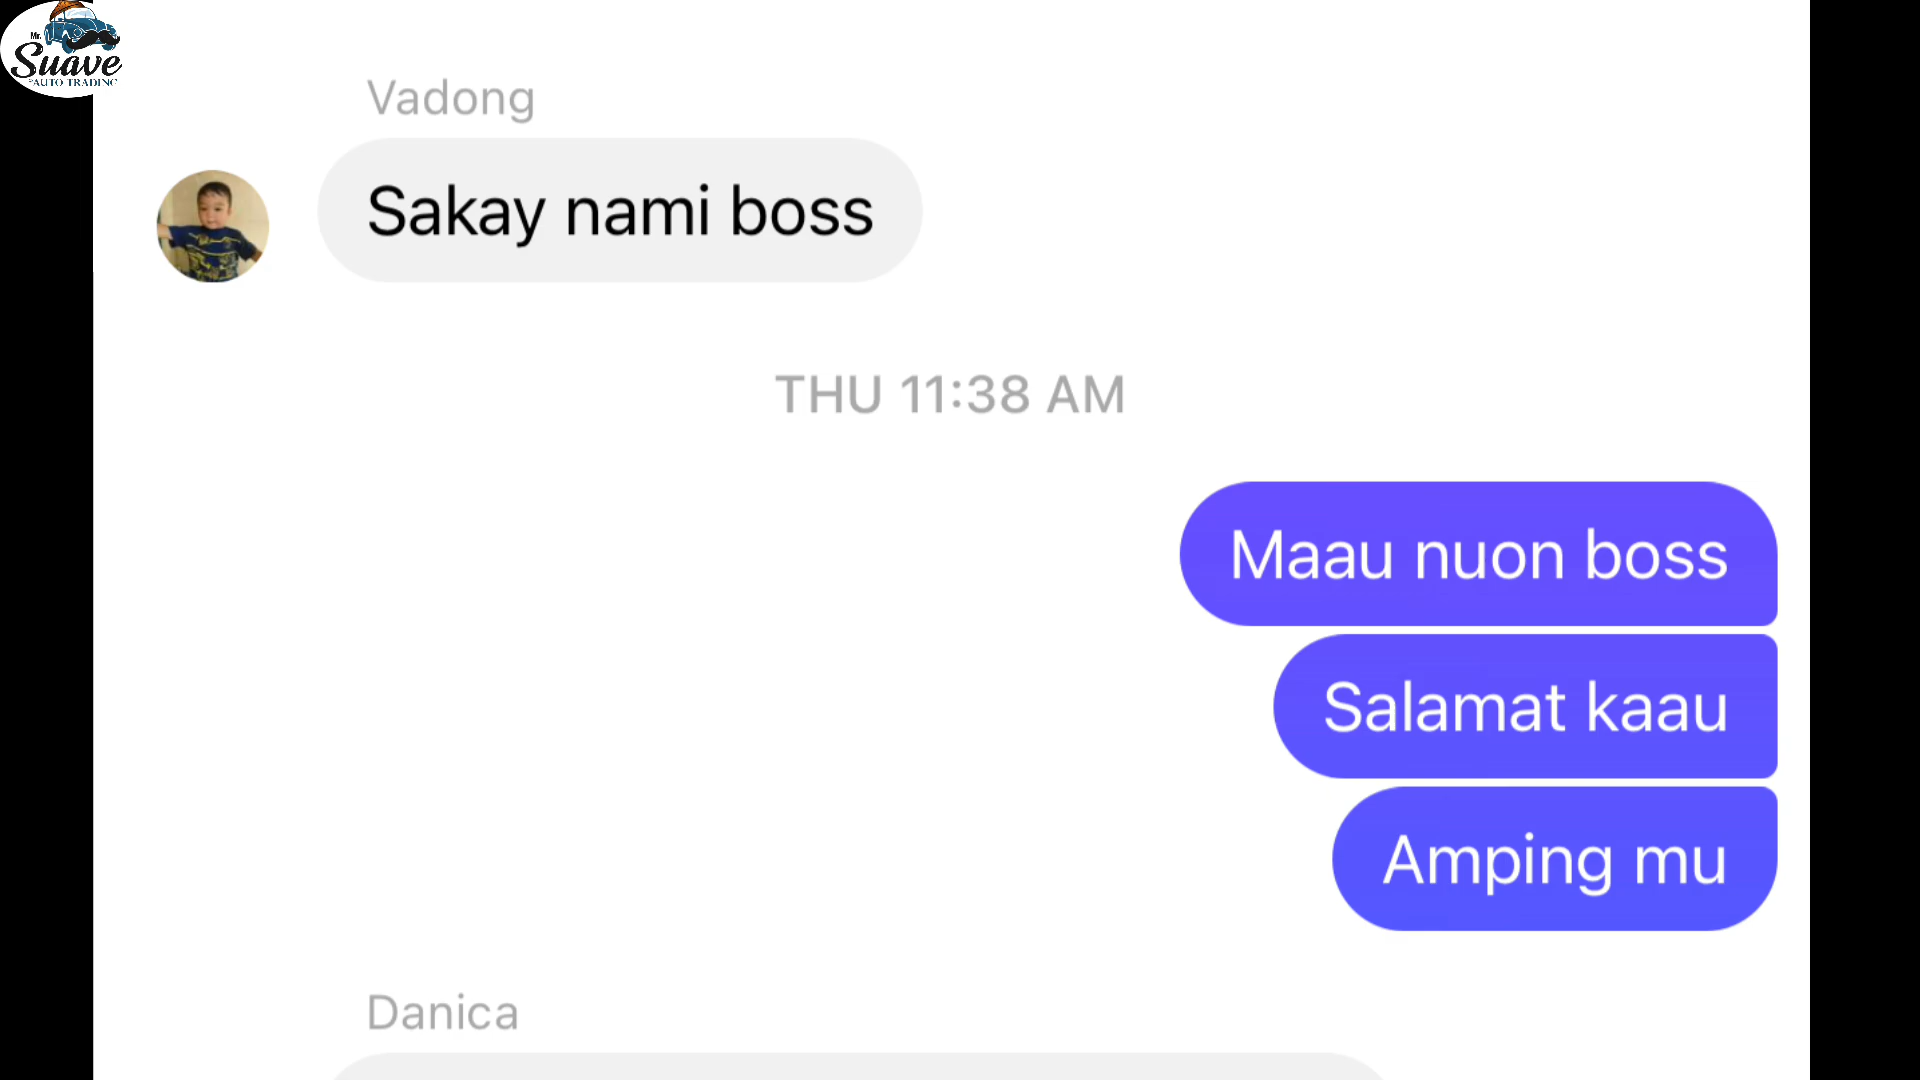 Mr.
Suave
AUTO TRADING
Vadong
Sakay nami boss
THU 11:38 AM
Maau nuon boss
Salamat kaau
Amping mu
Danica